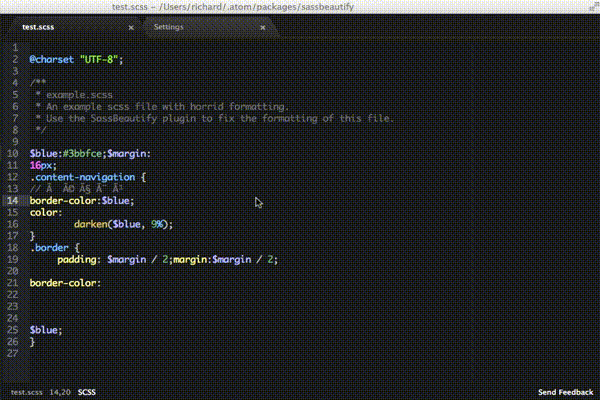 test.scss - /Users/richard/.atom/packages/sassbeautify
test.scss × Settings ×
1
2 @charset "UTF-8";
3
4 /**
5 * example.scss
6 * An example scss file with horrid formatting.
7 * Use the SassBeautify plugin to fix the formatting of this file.
8 */
9
10 $blue:#3bbfce;$margin:
11 16px;
12 .content-navigation {
13 // Ã Ã© Ã§ Ã¨ Ã¹
14 border-color:$blue;
15 color:
16 darken($blue, 9%);
17 }
18 .border {
19 padding: $margin / 2;margin:$margin / 2;
20
21 border-color:
22
23
24
25 $blue;
26 }
27
test.scss 14,20 SCSS Send Feedback